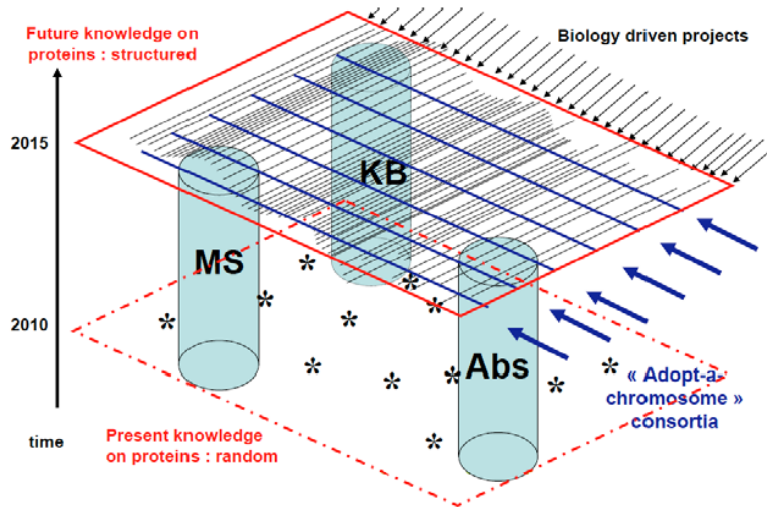 Future knowledge on
proteins : structured
Biology driven projects
2015
KB
MS
2010
Abs
« Adopt-a-
chromosome »
consortia
time
Present knowledge
on proteins : random